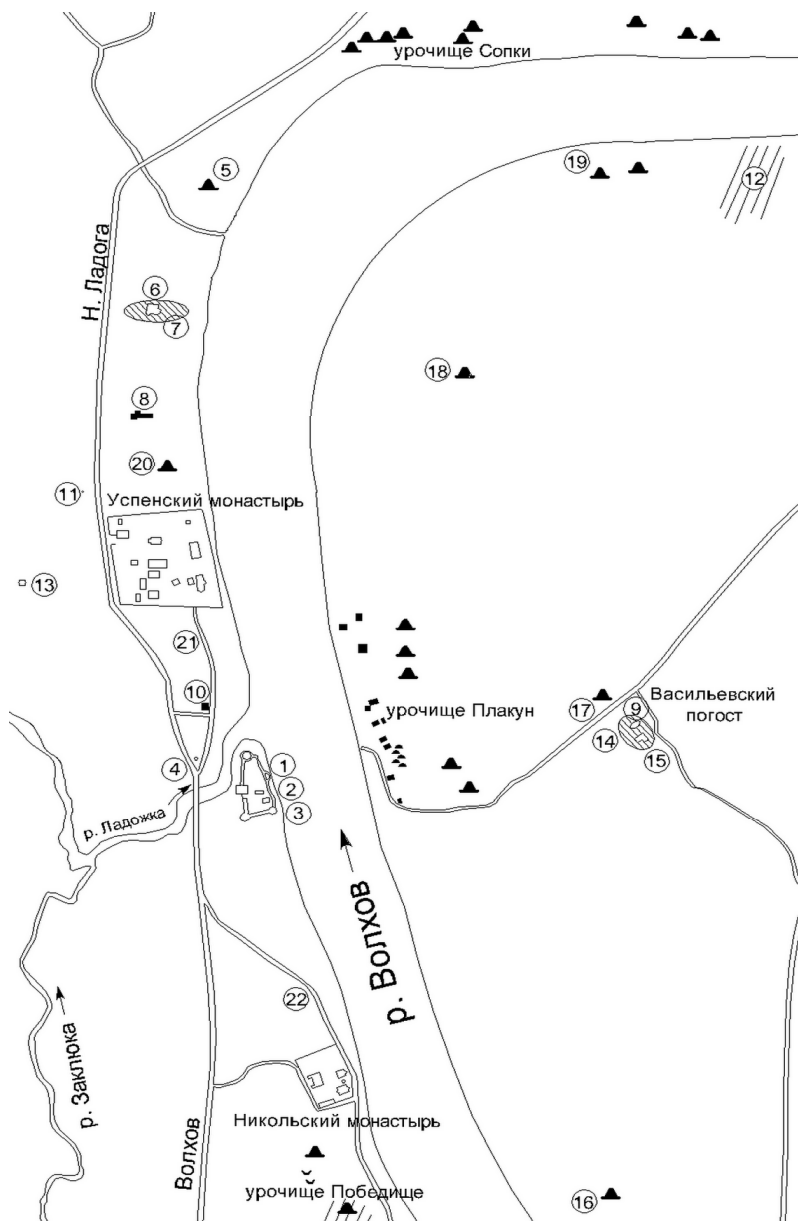 урочище Сопки
5
19
12
Н. Ладога
6
7
18
8
20
11
Успенский монастырь
13
21
10
урочище Плакун
17
Васильевский
погост
9
14
15
4
1
2
3
р. Ладожка
р. Волхов
22
р. Заклюка
Волхов
Никольский монастырь
урочище Победище
16